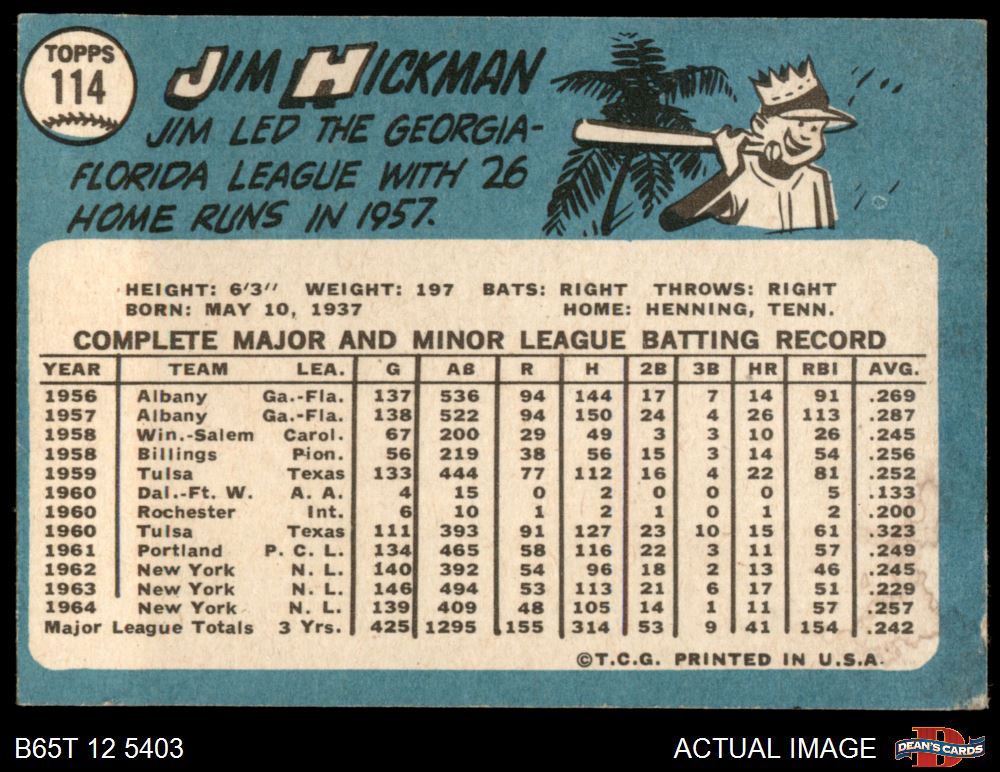 TOPPS
114
JIM HICKMAN
JIM LED THE GEORGIA-
FLORIDA LEAGUE WITH 26
HOME RUNS IN 1957.
HEIGHT: 6'3" WEIGHT: 197 BATS: RIGHT THROWS: RIGHT
BORN: MAY 10, 1937 HOME: HENNING, TENN.
COMPLETE MAJOR AND MINOR LEAGUE BATTING RECORD
YEAR TEAM LEA. G AB R H 2B 3B HR RBI AVG.
1956 Albany Ga.-Fla. 137 536 94 144 17 7 14 91 .269
1957 Albany Ga.-Fla. 138 522 94 150 24 4 26 113 .287
1958 Win.-Salem Carol. 67 200 29 49 3 3 10 26 .245
1958 Billings Pion. 56 219 38 56 15 3 14 54 .256
1959 Tulsa Texas 133 444 77 112 16 4 22 81 .252
1960 Dal.-Ft. W. A. A. 4 15 0 2 0 0 0 5 .133
1960 Rochester Int. 6 10 1 2 1 0 1 2 .200
1960 Tulsa Texas 111 393 91 127 23 10 15 61 .323
1961 Portland P. C. L. 134 465 58 116 22 3 11 57 .249
1962 New York N. L. 140 392 54 96 18 2 13 46 .245
1963 New York N. L. 146 494 53 113 21 6 17 51 .229
1964 New York N. L. 139 409 48 105 14 1 11 57 .257
Major League Totals 3 Yrs. 425 1295 155 314 53 9 41 154 .242
©T.C.G. PRINTED IN U.S.A.
B65T 12 5403 ACTUAL IMAGE
D
DEAN'S CARDS